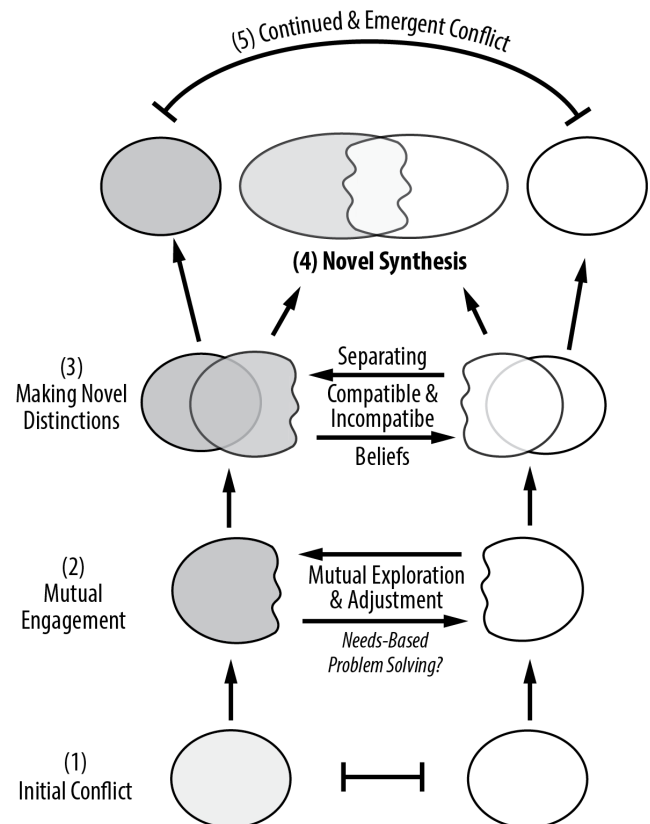 (5) Continued & Emergent Conflict
(4) Novel Synthesis
(3)
Making Novel
Distinctions
Separating
Compatible &
Incompatibe
Beliefs
(2)
Mutual
Engagement
Mutual Exploration
& Adjustment
Needs-Based
Problem Solving?
(1)
Initial Conflict